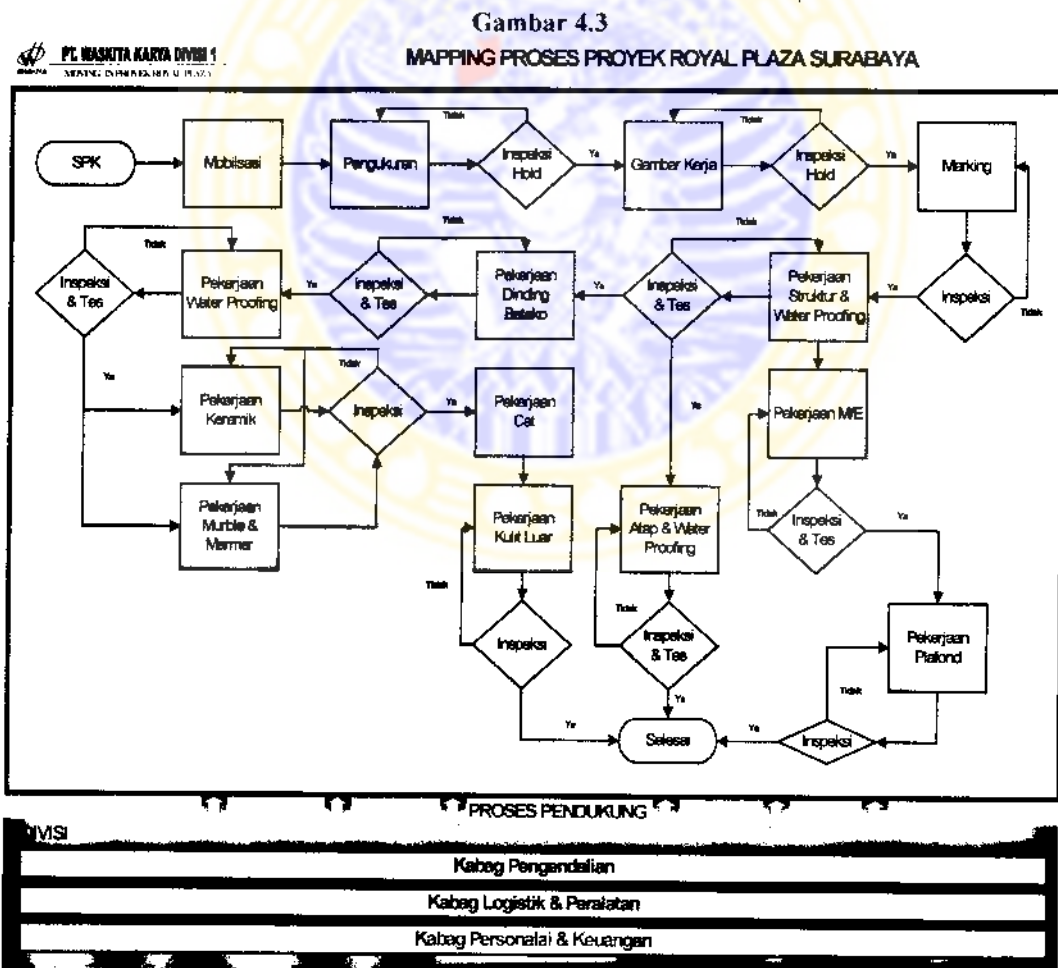 Gambar 4.3
PT. WASKITA KARYA DIVISI 1
MAPPING PROSES PROYEK ROYAL PLAZA SURABAYA
SPK
Mobilsasi
Pengukuran
Tidak
Inspeksi
Hold
Ya
Gambar Kerja
Tidak
Inspeksi
Hold
Ya
Marking
Inspeksi
Tidak
Ya
Pekerjaan
Struktur &
Water Proofing
Tidak
Inspeksi
& Tes
Ya
Pekerjaan
Dinding
Batako
Tidak
Inspeksi
& Tes
Ya
Pekerjaan
Water Proofing
Tidak
Inspeksi
& Tes
Ya
Pekerjaan
Keramik
Tidak
Inspeksi
Ya
Pekerjaan
Cat
Ya
Pekerjaan M/E
Pekerjaan
Murble &
Marmer
Pekerjaan
Kulit Luar
Tidak
Inspeksi
Ya
Pekerjaan
Atap & Water
Proofing
Tidak
Inspeksi
& Tes
Ya
Tidak
Inspeksi
& Tes
Ya
Pekerjaan
Plafond
Tidak
Inspeksi
Ya
Selesai
PROSES PENDUKUNG
DIVISI
Kabag Pengendalian
Kabag Logistik & Peralatan
Kabag Personalai & Keuangan